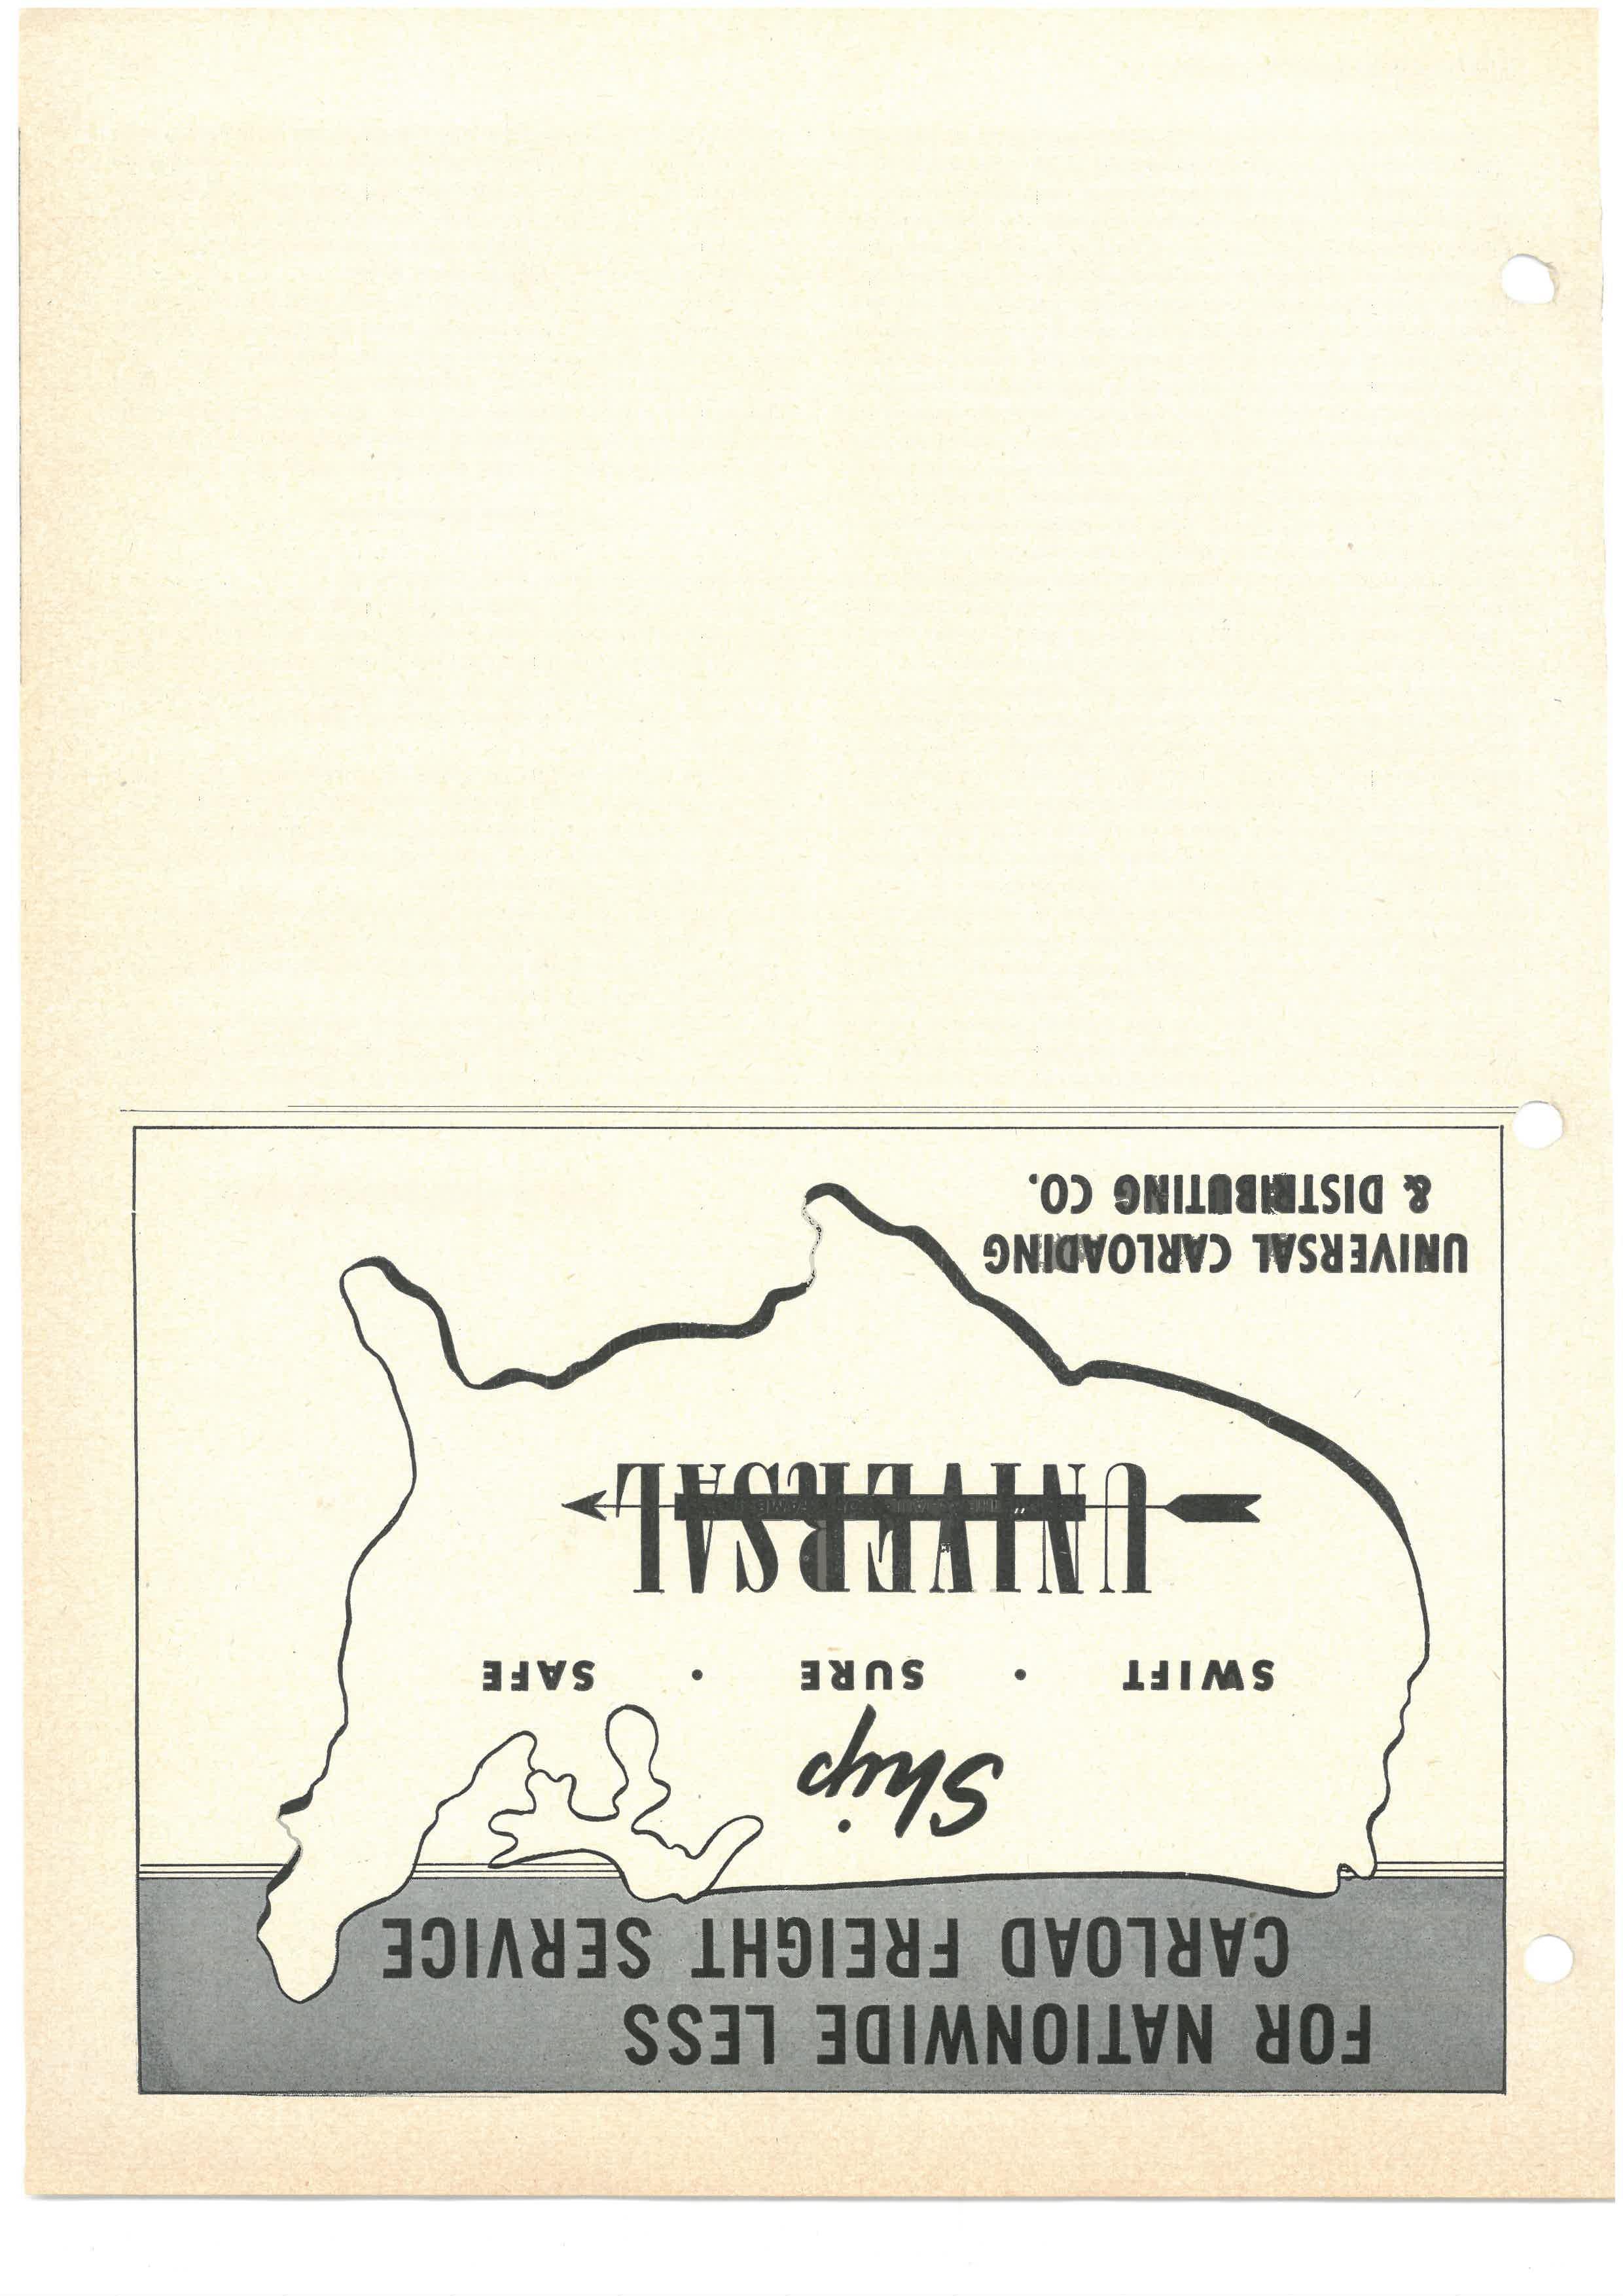 FOR NATIONWIDE LESS
CARLOAD FREIGHT SERVICE
Ship
SWIFT • SURE • SAFE
UNIVERSAL
UNIVERSAL CARLOADING
& DISTRIBUTING CO.